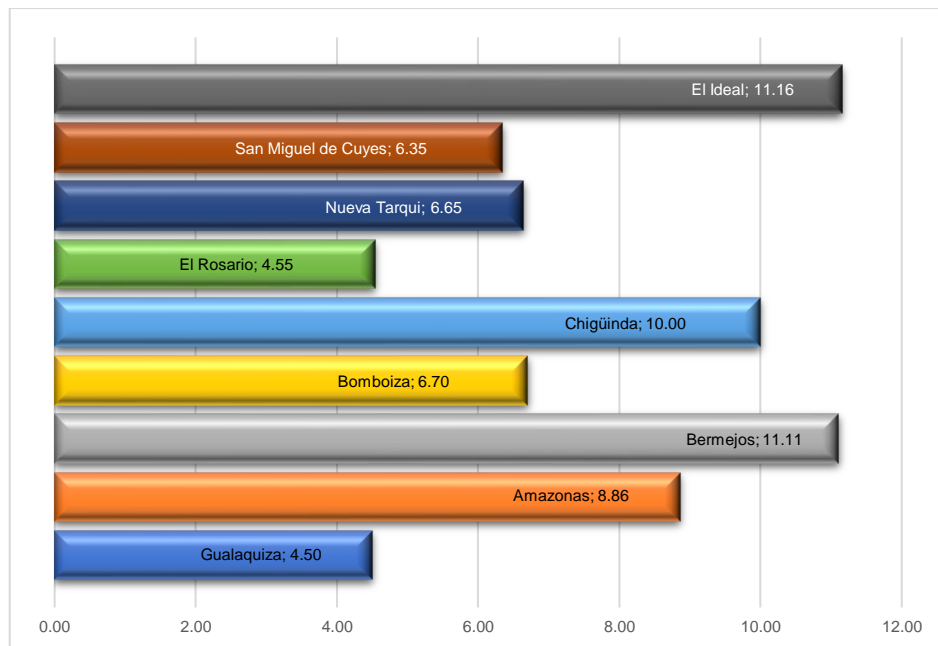 El Ideal; 11.16
San Miguel de Cuyes; 6.35
Nueva Tarqui; 6.65
El Rosario; 4.55
Chigüinda; 10.00
Bomboiza; 6.70
Bermejos; 11.11
Amazonas; 8.86
Gualaquiza; 4.50
0.00 2.00 4.00 6.00 8.00 10.00 12.00